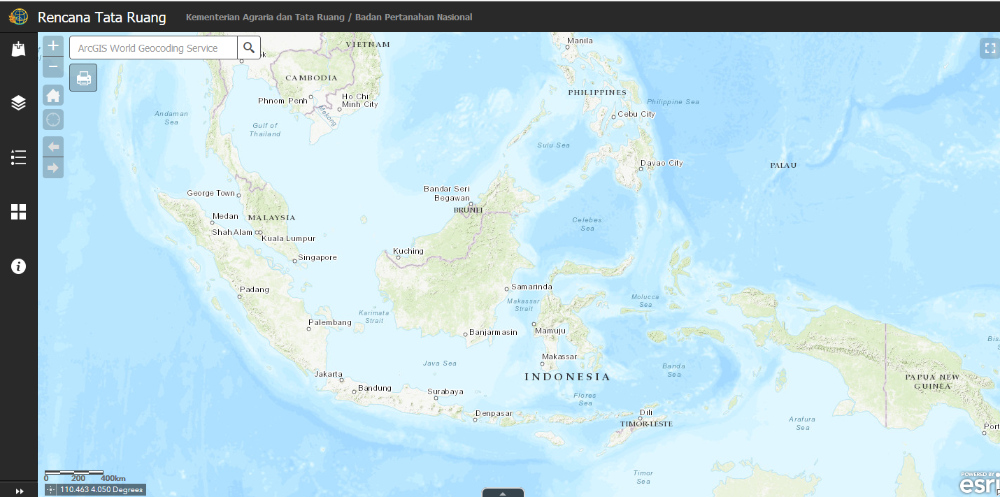 Rencana Tata Ruang
Kementerian Agraria dan Tata Ruang / Badan Pertanahan Nasional
ArcGIS World Geocoding Service
VIETNAM
CAMBODIA
Phnom Penh
Ho Chi
Minh City
Mekong
Andaman
Sea
Gulf of
Thailand
Manila
PHILIPPINES
Philippine Sea
Cebu City
Sulu Sea
Davao City
PALAU
George Town
Medan
MALAYSIA
Shah Alam
Kuala Lumpur
Singapore
Bandar Seri
Begawan
BRUNEI
Celebes
Sea
Kuching
Padang
Samarinda
Makassar
Strait
Molucca
Sea
Karimata
Strait
Palembang
Banjarmasin
Mamuju
Makassar
Java Sea
INDONESIA
Banda
Sea
Jakarta
Bandung
Surabaya
Denpasar
Flores
Sea
Dili
TIMOR-LESTE
PAPUA NEW
GUINEA
Arafura
Sea
Port
Timor
Sea
0 200 400km
110.463 4.050 Degrees
POWERED BY
esri